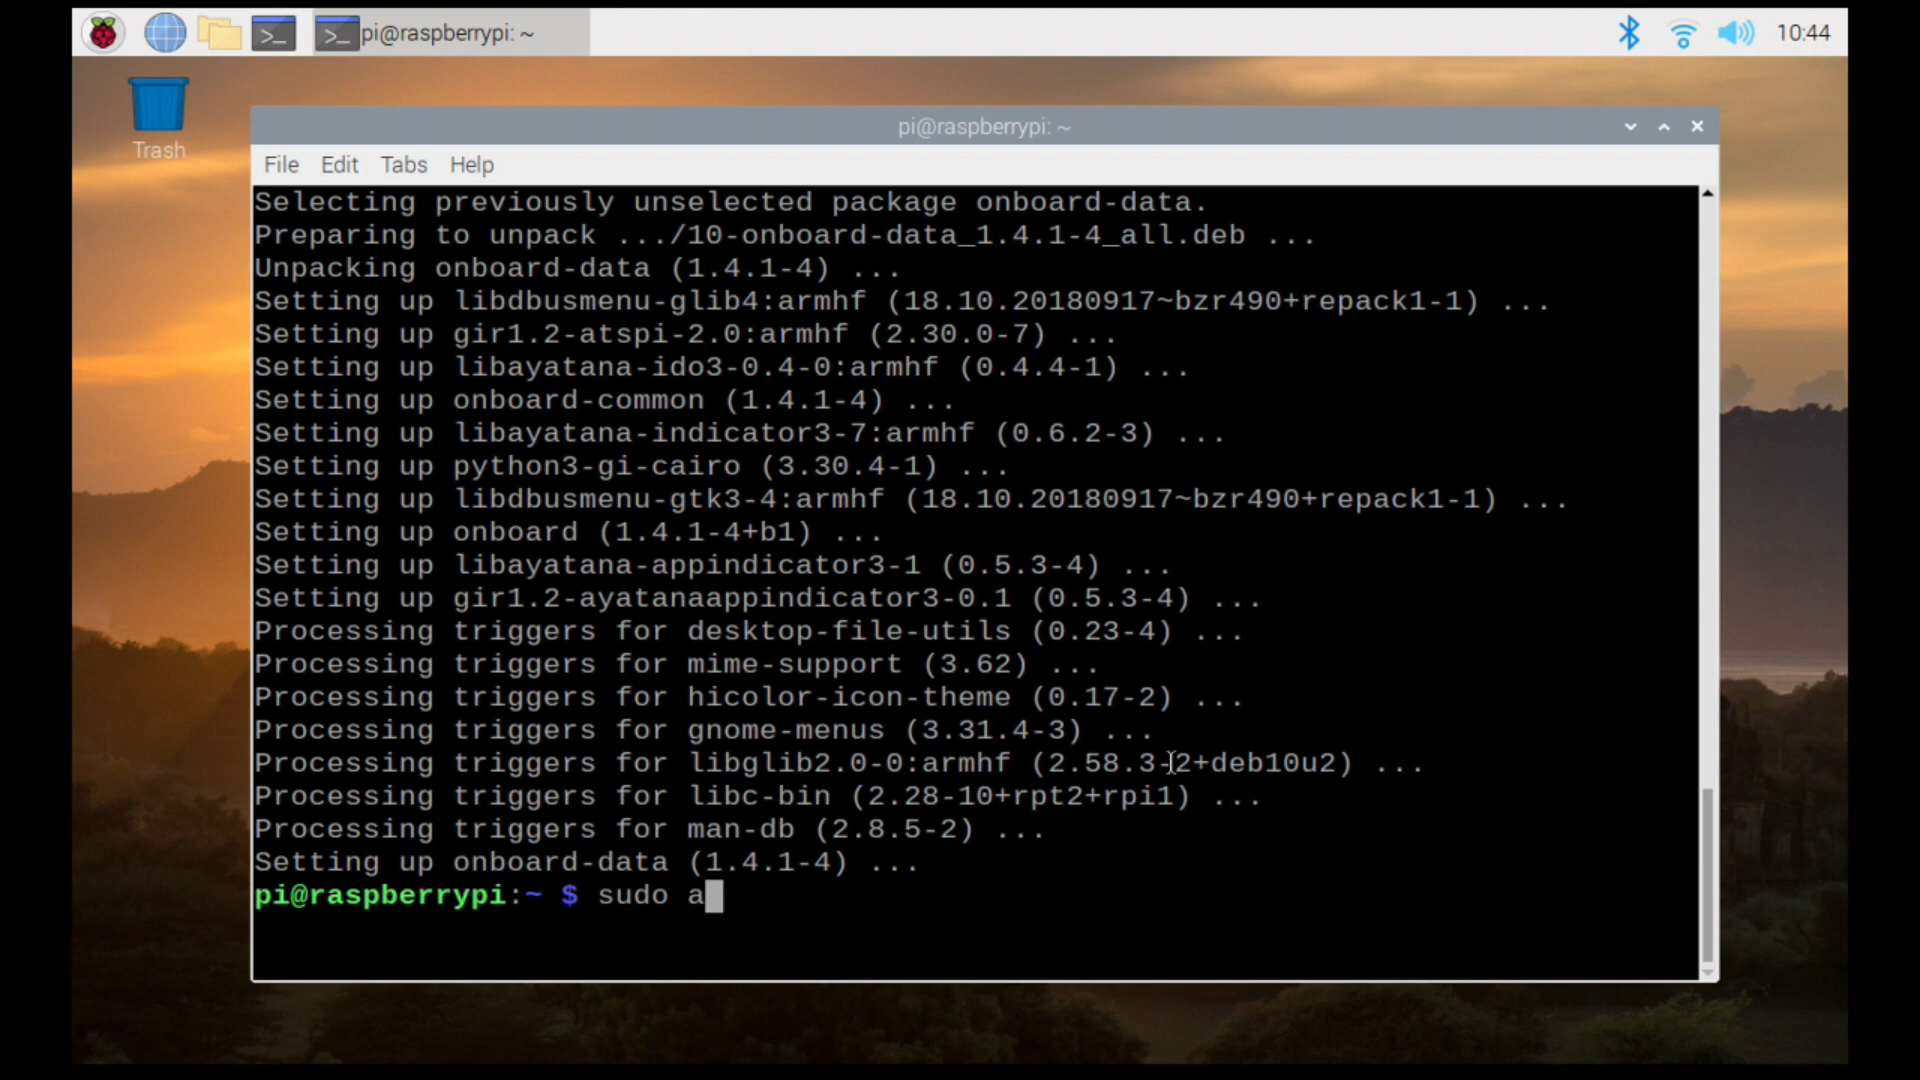 pi@raspberrypi: ~
10:44
Trash
pi@raspberrypi: ~
File Edit Tabs Help
Selecting previously unselected package onboard-data.
Preparing to unpack .../10-onboard-data_1.4.1-4_all.deb ...
Unpacking onboard-data (1.4.1-4) ...
Setting up libdbusmenu-glib4:armhf (18.10.20180917~bzr490+repack1-1) ...
Setting up gir1.2-atspi-2.0:armhf (2.30.0-7) ...
Setting up libayatana-ido3-0.4-0:armhf (0.4.4-1) ...
Setting up onboard-common (1.4.1-4) ...
Setting up libayatana-indicator3-7:armhf (0.6.2-3) ...
Setting up python3-gi-cairo (3.30.4-1) ...
Setting up libdbusmenu-gtk3-4:armhf (18.10.20180917~bzr490+repack1-1) ...
Setting up onboard (1.4.1-4+b1) ...
Setting up libayatana-appindicator3-1 (0.5.3-4) ...
Setting up gir1.2-ayatanaappindicator3-0.1 (0.5.3-4) ...
Processing triggers for desktop-file-utils (0.23-4) ...
Processing triggers for mime-support (3.62) ...
Processing triggers for hicolor-icon-theme (0.17-2) ...
Processing triggers for gnome-menus (3.31.4-3) ...
Processing triggers for libglib2.0-0:armhf (2.58.3-2+deb10u2) ...
Processing triggers for libc-bin (2.28-10+rpt2+rpi1) ...
Processing triggers for man-db (2.8.5-2) ...
Setting up onboard-data (1.4.1-4) ...
pi@raspberrypi:~ $ sudo a